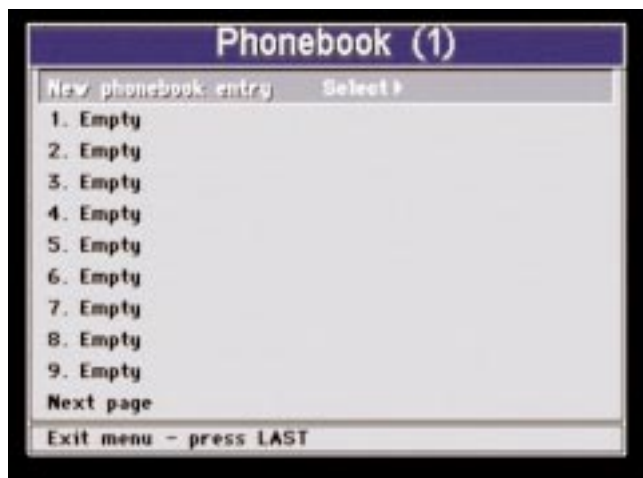 Phonebook (1)
New phonebook entry Select
1. Empty
2. Empty
3. Empty
4. Empty
5. Empty
6. Empty
7. Empty
8. Empty
9. Empty
Next page
Exit menu - press LAST